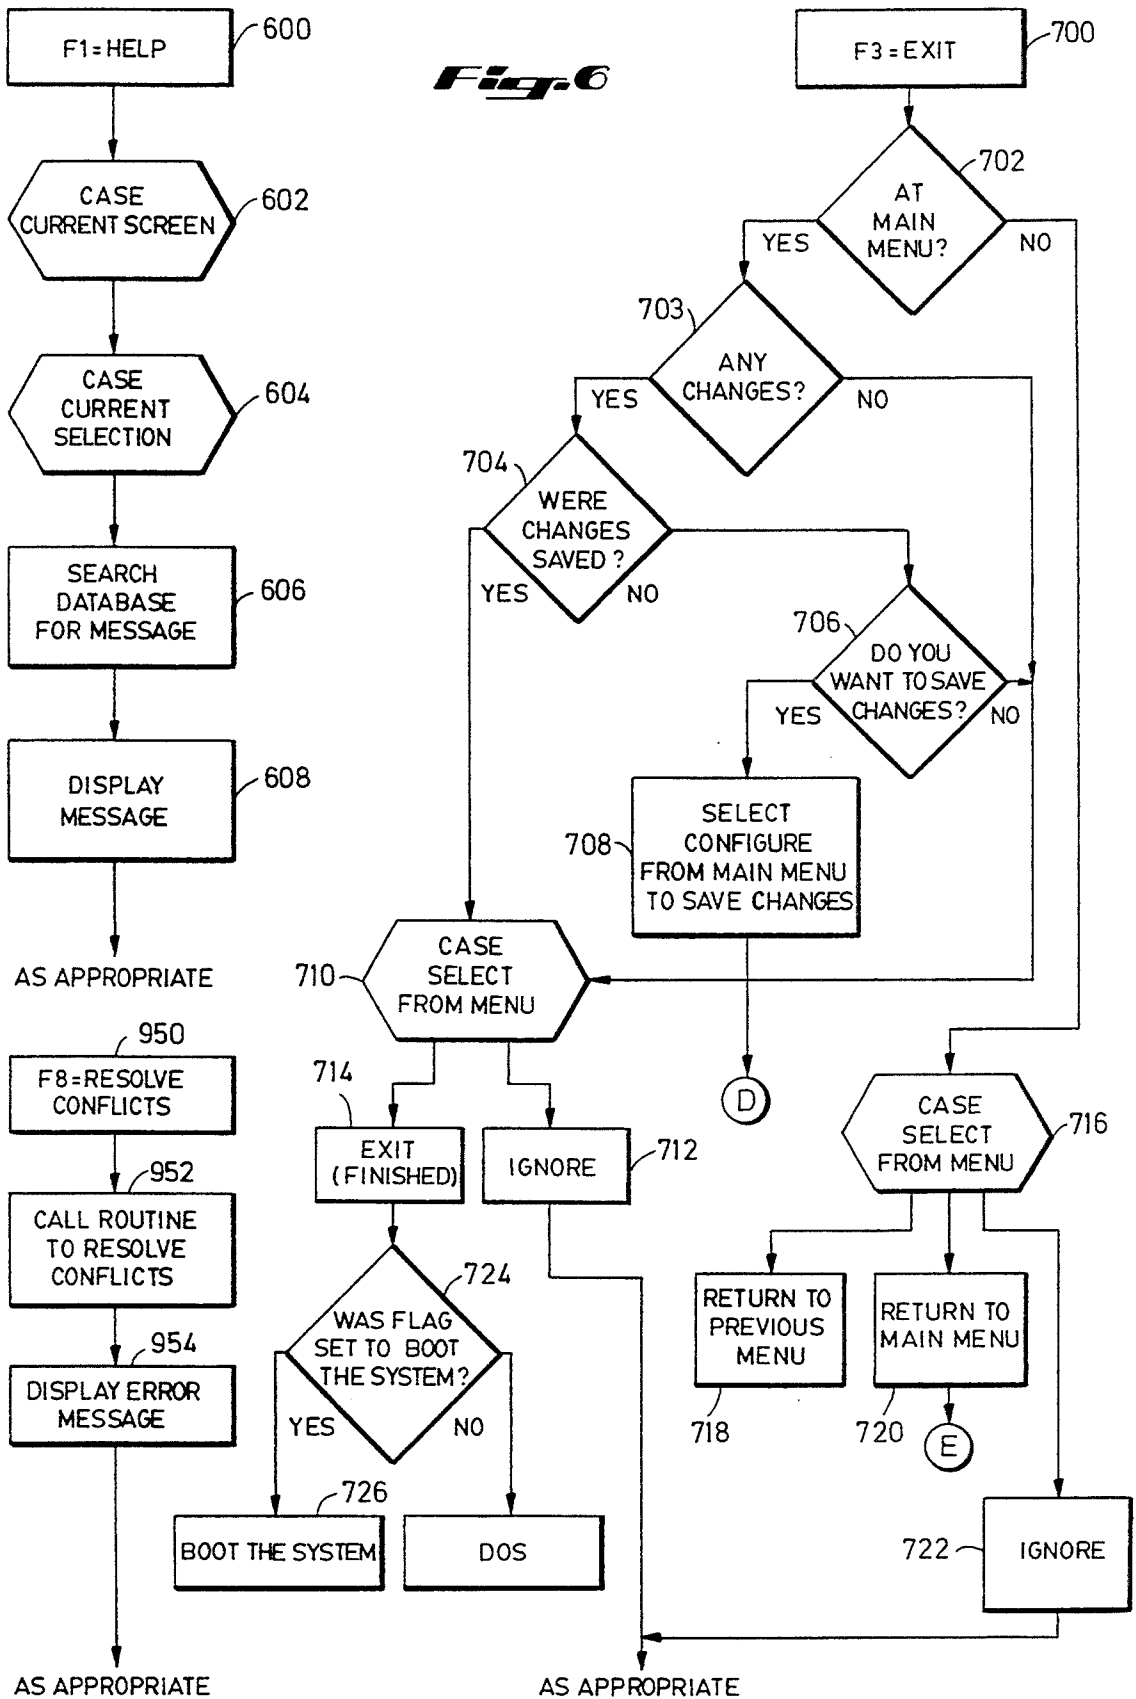 Fig. 6
F1=HELP
600
CASE
CURRENT SCREEN
602
CASE
CURRENT
SELECTION
604
SEARCH
DATABASE
FOR MESSAGE
606
DISPLAY
MESSAGE
608
AS APPROPRIATE
950
F8=RESOLVE
CONFLICTS
952
CALL ROUTINE
TO RESOLVE
CONFLICTS
954
DISPLAY ERROR
MESSAGE
AS APPROPRIATE
F3=EXIT
700
702
AT
MAIN
MENU?
YES
NO
703
ANY
CHANGES?
YES
NO
704
WERE
CHANGES
SAVED?
YES
NO
706
DO YOU
WANT TO SAVE
CHANGES?
YES
NO
708
SELECT
CONFIGURE
FROM MAIN MENU
TO SAVE CHANGES
D
710
CASE
SELECT
FROM MENU
714
EXIT
(FINISHED)
IGNORE
712
724
WAS FLAG
SET TO BOOT
THE SYSTEM?
YES
NO
726
BOOT THE SYSTEM
DOS
CASE
SELECT
FROM MENU
716
RETURN TO
PREVIOUS
MENU
718
RETURN TO
MAIN MENU
720
E
722
IGNORE
AS APPROPRIATE